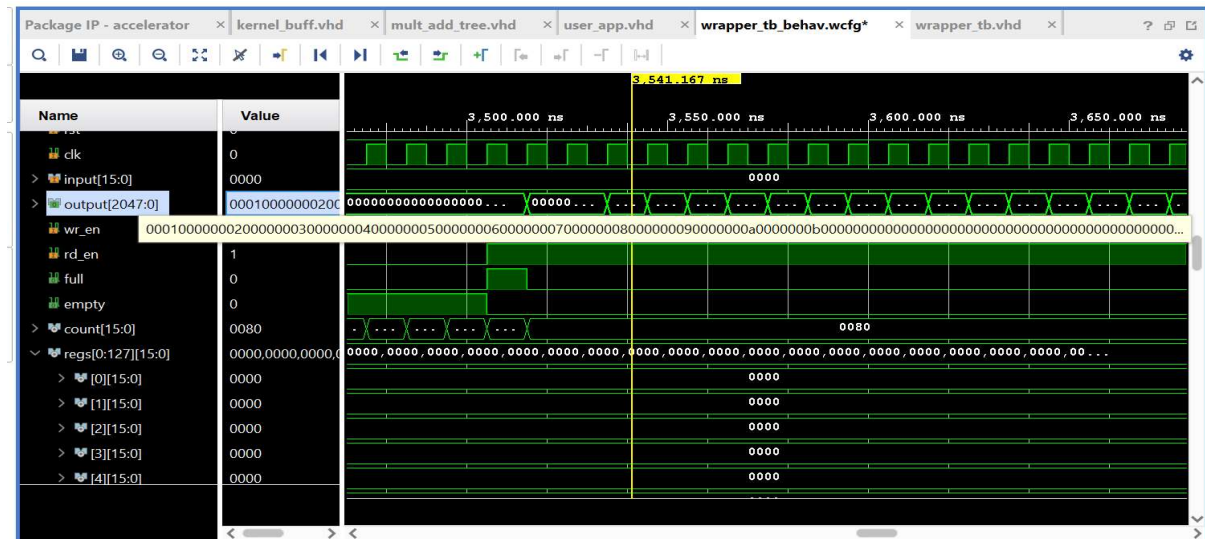 Package IP - accelerator × kernel_buff.vhd × mult_add_tree.vhd × user_app.vhd × wrapper_tb_behav.wcfg* × wrapper_tb.vhd × ?
3,541.167 ns
Name Value 3,500.000 ns 3,550.000 ns 3,600.000 ns 3,650.000 ns
clk 0
> input[15:0] 0000 0000
> output[2047:0] 00010000000200 000000000000000000... 00000... ... ... ... ... ... ... ... ... ... ... ... ... ... ...
wr_en
rd_en 1
full 0
empty 0
> count[15:0] 0080 ... ... ... ... 0080
regs[0:127][15:0] 0000,0000,0000,0 0000,0000,0000,0000,0000,0000,0000,0000,0000,0000,0000,0000,0000,0000,0000,0000,0000,0000,00...
> [0][15:0] 0000 0000
> [1][15:0] 0000 0000
> [2][15:0] 0000 0000
> [3][15:0] 0000 0000
> [4][15:0] 0000 0000